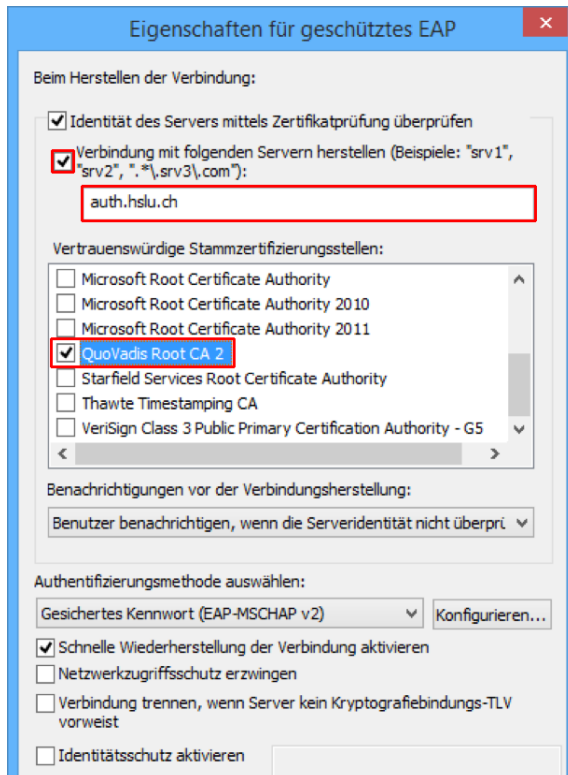 Eigenschaften für geschütztes EAP
Beim Herstellen der Verbindung:
Identität des Servers mittels Zertifikatprüfung überprüfen
Verbindung mit folgenden Servern herstellen (Beispiele: "srv1",
"srv2", ".*\.srv3\.com"):
auth.hslu.ch
Vertrauenswürdige Stammzertifizierungsstellen:
Microsoft Root Certificate Authority
Microsoft Root Certificate Authority 2010
Microsoft Root Certificate Authority 2011
QuoVadis Root CA 2
Starfield Services Root Certificate Authority
Thawte Timestamping CA
VeriSign Class 3 Public Primary Certification Authority - G5
Benachrichtigungen vor der Verbindungsherstellung:
Benutzer benachrichtigen, wenn die Serveridentität nicht überprü
Authentifizierungsmethode auswählen:
Gesichertes Kennwort (EAP-MSCHAP v2)
Konfigurieren...
Schnelle Wiederherstellung der Verbindung aktivieren
Netzwerkzugriffsschutz erzwingen
Verbindung trennen, wenn Server kein Kryptografiebindungs-TLV
vorweist
Identitätsschutz aktivieren